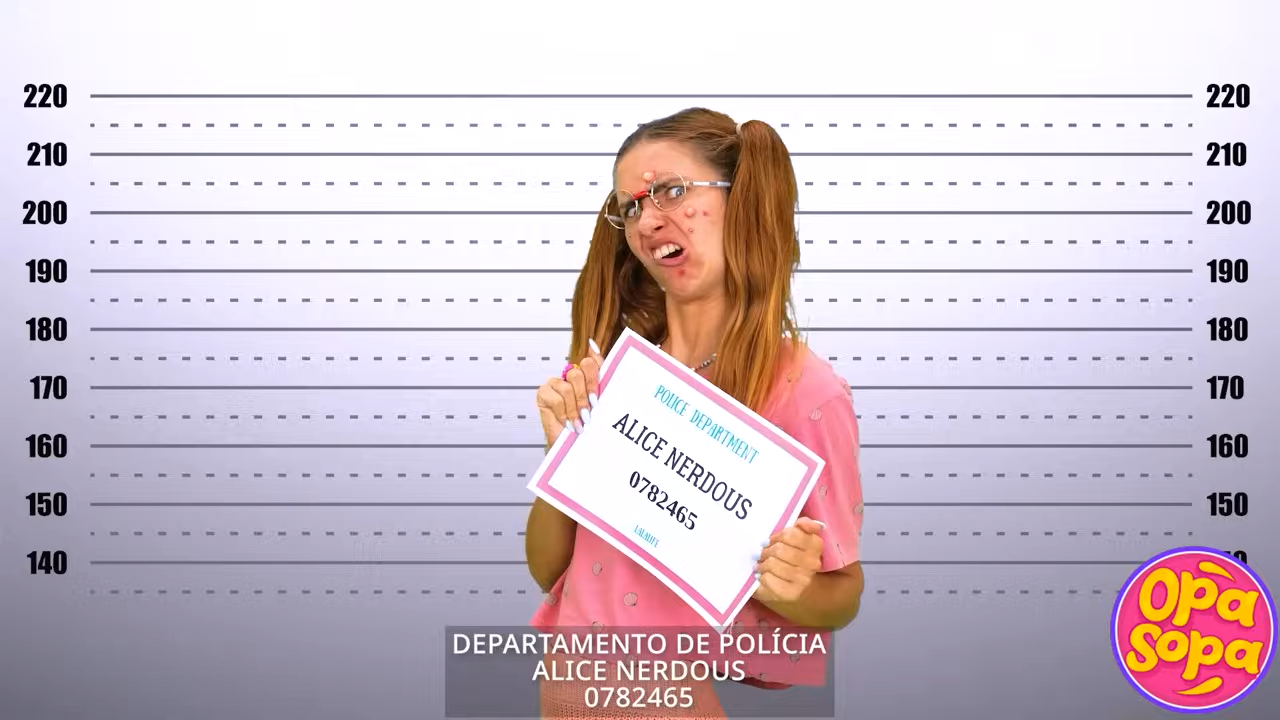 220 220
210 210
200 200
190 190
180 180
170 170
160 160
150 150
140
POLICE DEPARTMENT
ALICE NERDOUS
0782465
DEPARTAMENTO DE POLÍCIA
ALICE NERDOUS
0782465
Opa
sopa